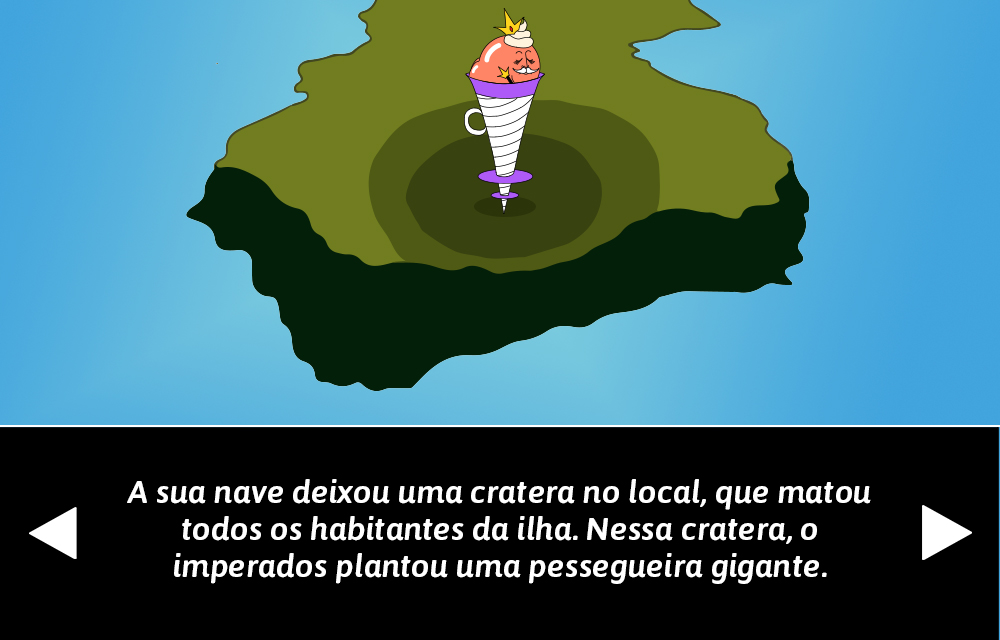 A sua nave deixou uma cratera no local, que matou
todos os habitantes da ilha. Nessa cratera, o
imperados plantou uma pessegueira gigante.